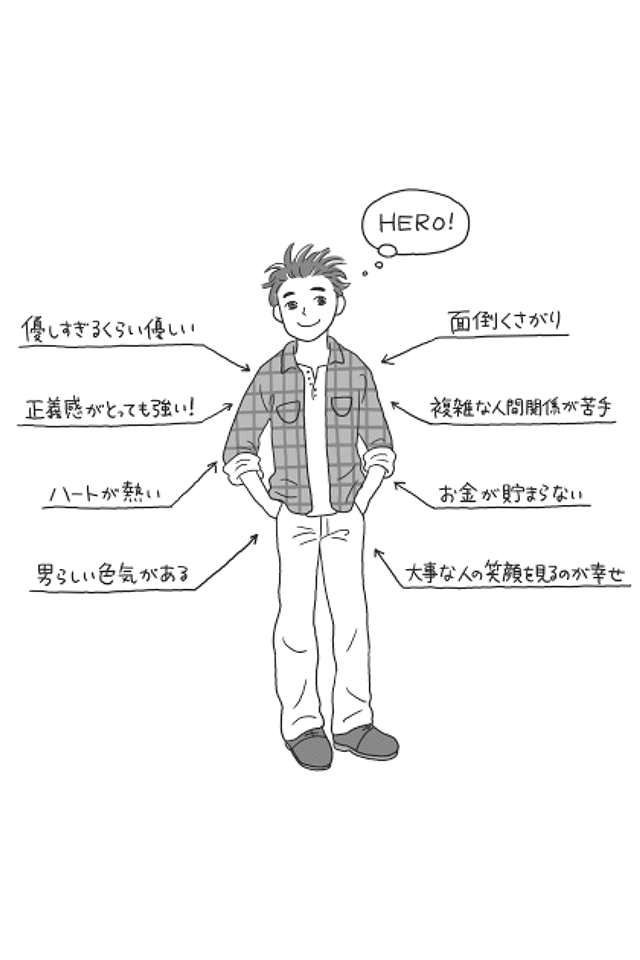 HERO!
優しすぎるくらい優しい
正義感がとっても強い!
ハートが熱い
男らしい色気がある
面倒くさがり
複雑な人間関係が苦手
お金が貯まらない
大事な人の笑顔を見るのが幸せ